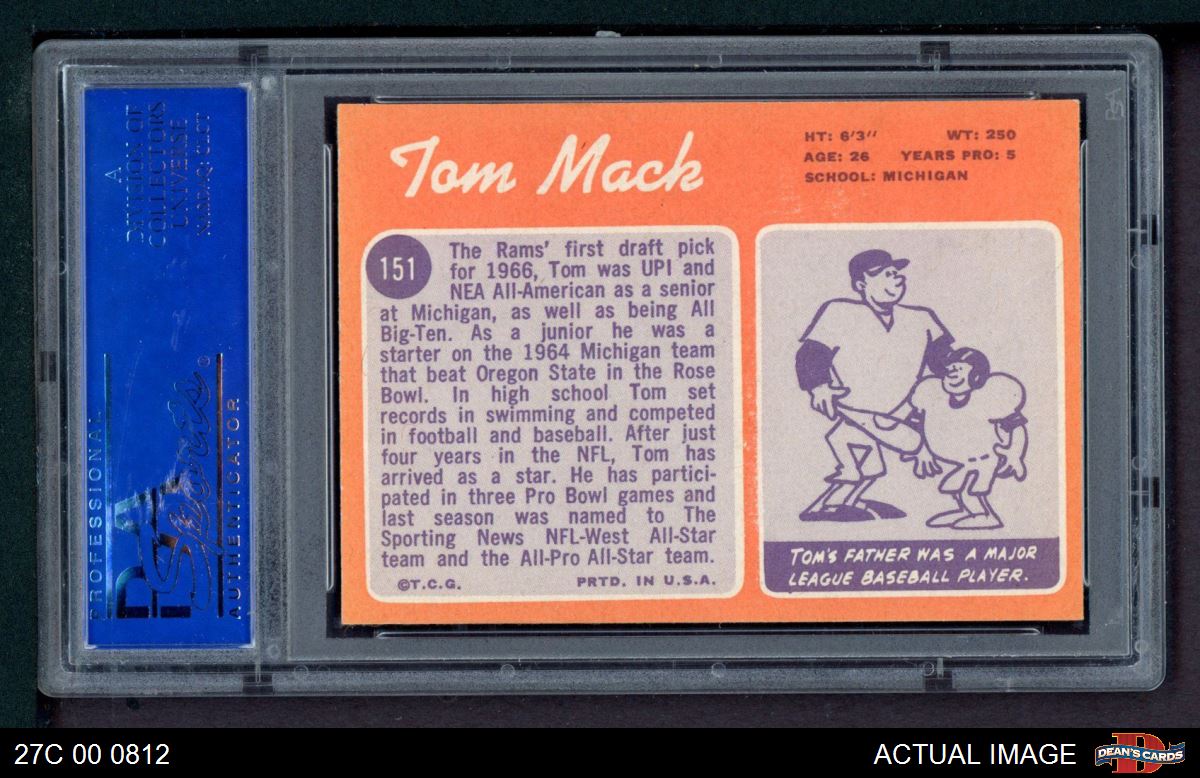 Tom Mack
HT: 6'3" WT: 250
AGE: 26 YEARS PRO: 5
SCHOOL: MICHIGAN
151
The Rams' first draft pick
for 1966, Tom was UPI and
NEA All-American as a senior
at Michigan, as well as being All
Big-Ten. As a junior he was a
starter on the 1964 Michigan team
that beat Oregon State in the Rose
Bowl. In high school Tom set
records in swimming and competed
in football and baseball. After just
four years in the NFL, Tom has
arrived as a star. He has partici-
pated in three Pro Bowl games and
last season was named to The
Sporting News NFL-West All-Star
team and the All-Pro All-Star team.
©T.C.G. PRTD. IN U.S.A.
TOM'S FATHER WAS A MAJOR
LEAGUE BASEBALL PLAYER.
A
DIVISION OF
COLLECTORS
UNIVERSE
NASDAQ: CLCT
PROFESSIONAL
PSA
Sports®
AUTHENTICATOR
27C 00 0812
ACTUAL IMAGE
DEAN'S CARDS